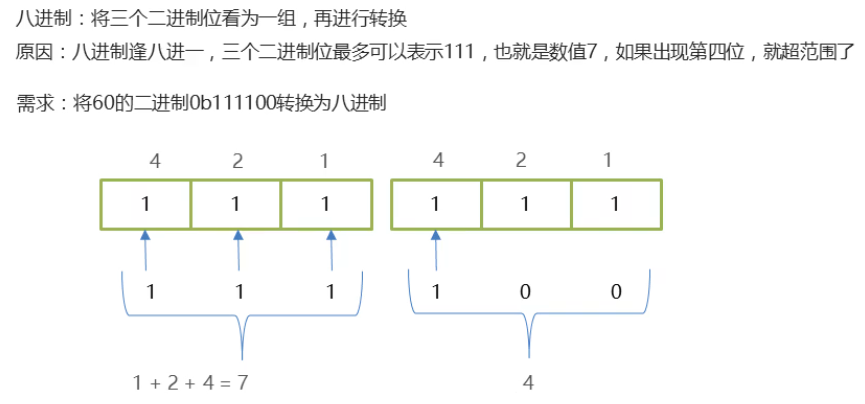 八进制：将三个二进制位看为一组，再进行转换
原因：八进制逢八进一，三个二进制位最多可以表示111，也就是数值7，如果出现第四位，就超范围了
需求：将60的二进制0b111100转换为八进制
4 2 1 4 2 1
1 1 1 1 1 1
1 1 1 1 0 0
1 + 2 + 4 = 7 4